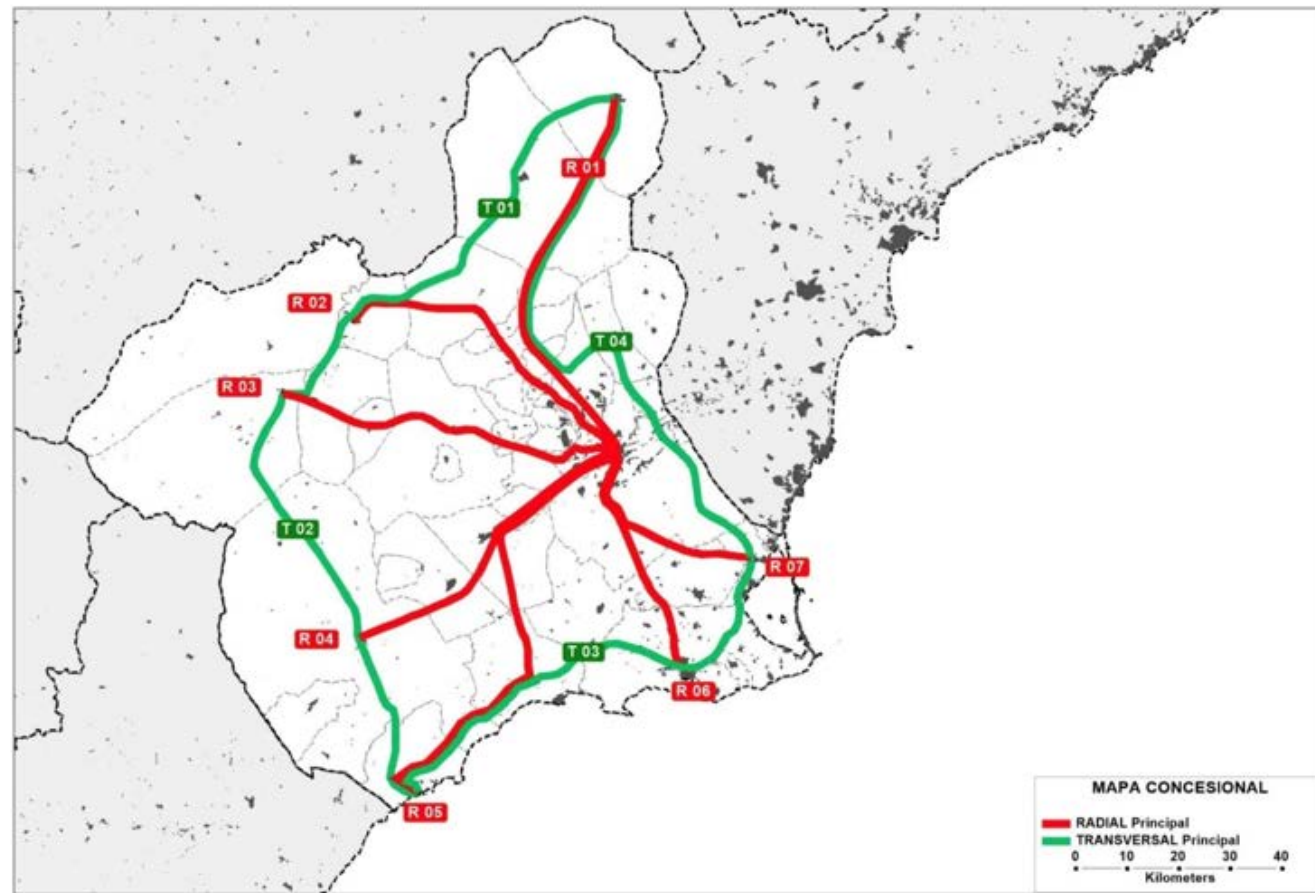 R 01
T 01
R 02
T 04
R 03
T 02
R 07
R 04
T 03
R 06
R 05
MAPA CONCESIONAL
RADIAL Principal
TRANSVERSAL Principal
0 10 20 30 40
Kilometers